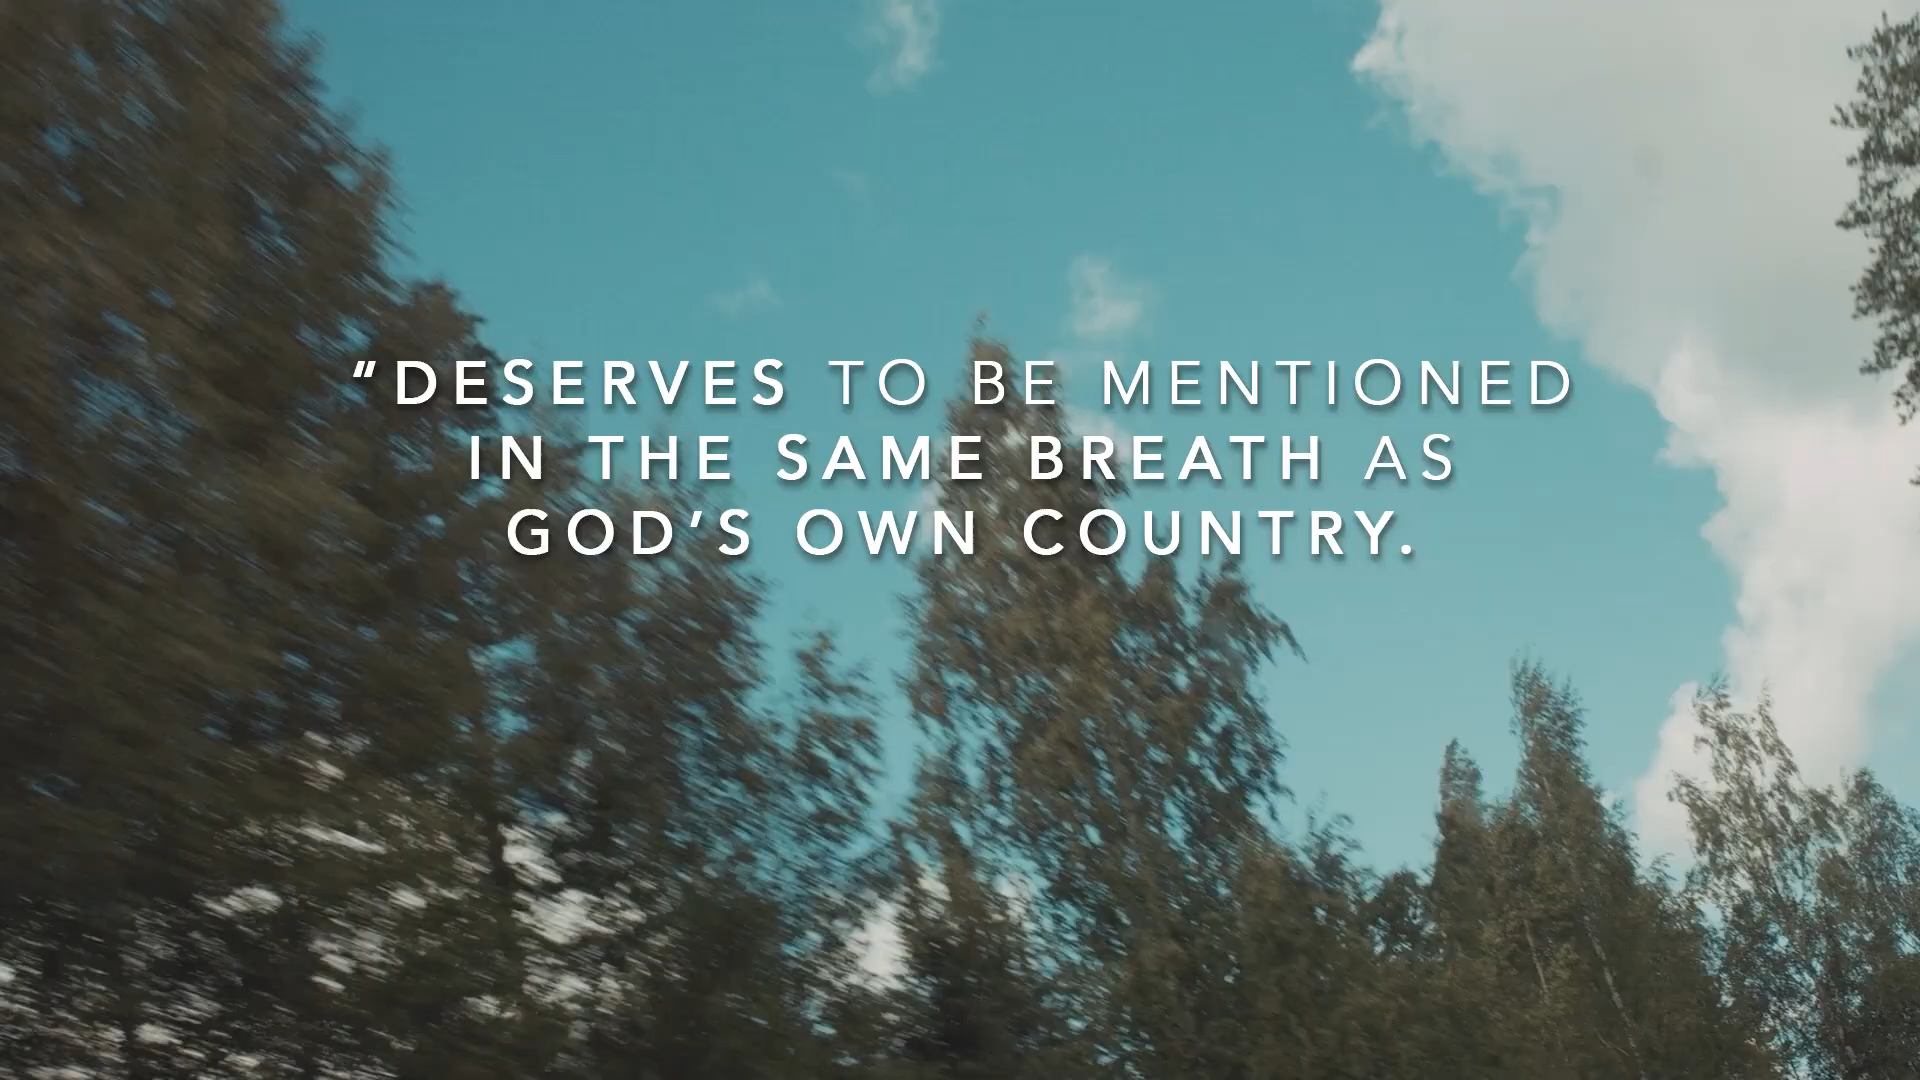 “DESERVES TO BE MENTIONED
IN THE SAME BREATH AS
GOD’S OWN COUNTRY.